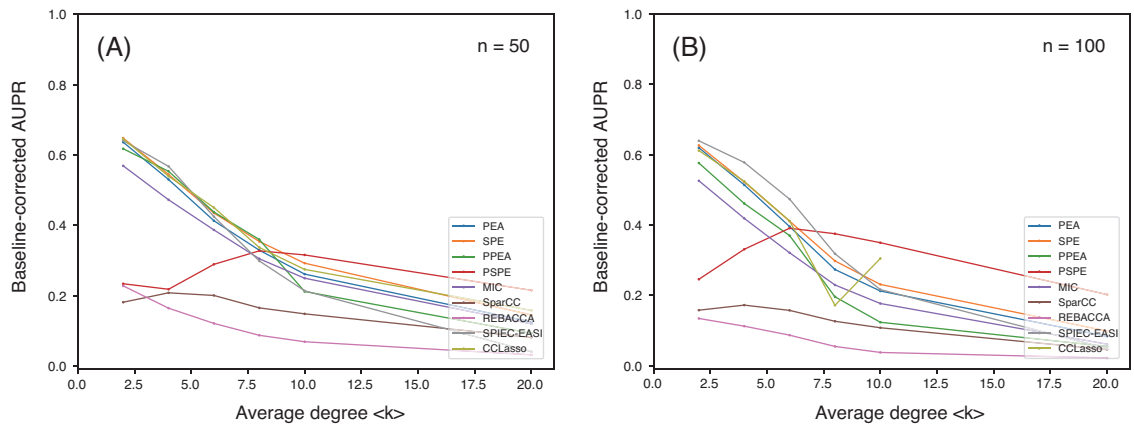 (A)
n = 50
Baseline-corrected AUPR
1.0
0.8
0.6
0.4
0.2
0.0
0.0 2.5 5.0 7.5 10.0 12.5 15.0 17.5 20.0
Average degree <k>
PEA
SPE
PPEA
PSPE
MIC
SparCC
REBACCA
SPIEC-EASI
CCLasso
(B)
n = 100
Baseline-corrected AUPR
1.0
0.8
0.6
0.4
0.2
0.0
0.0 2.5 5.0 7.5 10.0 12.5 15.0 17.5 20.0
Average degree <k>
PEA
SPE
PPEA
PSPE
MIC
SparCC
REBACCA
SPIEC-EASI
CCLasso